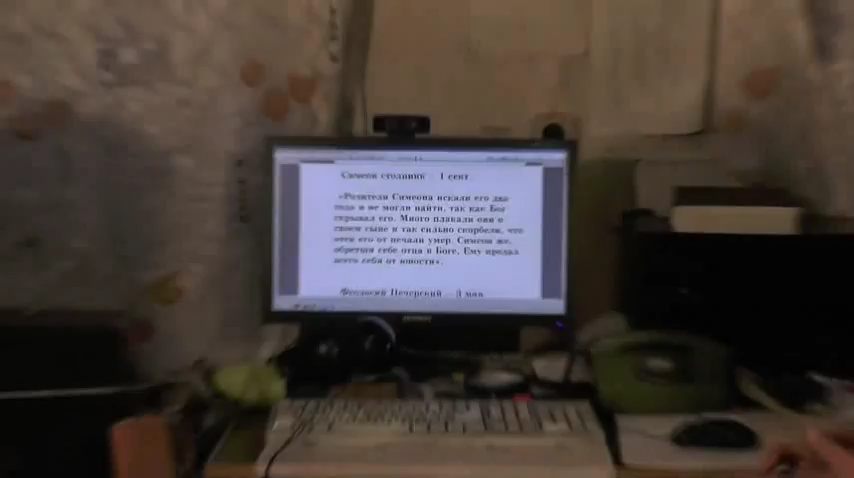 Симеон столпник – 1 сент.
«Родители Симеона искали его два
года и не могли найти, так как Бог
скрывал его. Много плакали они о
своем сыне и так сильно скорбели, что
отец его от печали умер. Симеон же,
обретши себе отца в Боге, Ему предал
всего себя от юности».
Феодосий Печерский – 3 мая